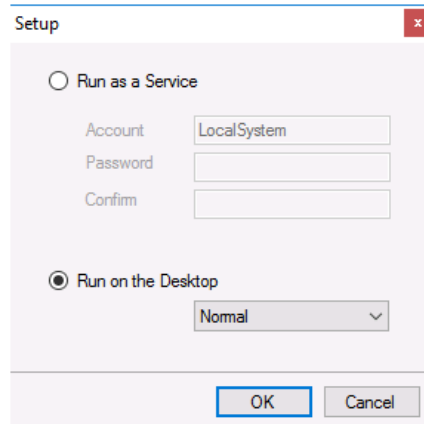 Setup
x
Run as a Service
Account LocalSystem
Password
Confirm
Run on the Desktop
Normal
OK Cancel